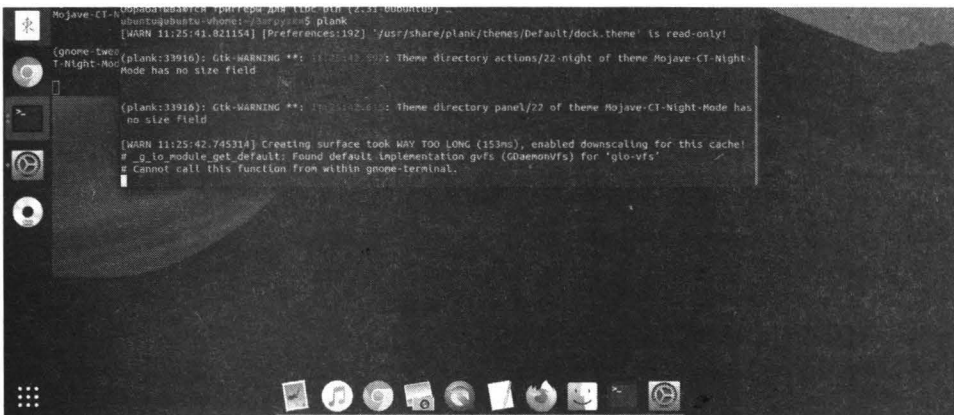 Mojave-CT-N
Обрабатываются триггеры для libc-bin (2.31-0ubuntu9) …
ubuntu@ubuntu-vhome:~/Загрузки$ plank
[WARN 11:25:41.821154] [Preferences:192] '/usr/share/plank/themes/Default/dock.theme' is read-only!
(gnome-twea
T-Night-Mod
(plank:33916): Gtk-WARNING **: Theme directory actions/22-night of theme Mojave-CT-Night-
Mode has no size field
(plank:33916): Gtk-WARNING **: Theme directory panel/22 of theme Mojave-CT-Night-Mode has
no size field
[WARN 11:25:42.745314] Creating surface took WAY TOO LONG (153ms), enabled downscaling for this cache!
# _g_io_module_get_default: Found default implementation gvfs (GDaemonVfs) for 'gio-vfs'
# Cannot call this function from within gnome-terminal.